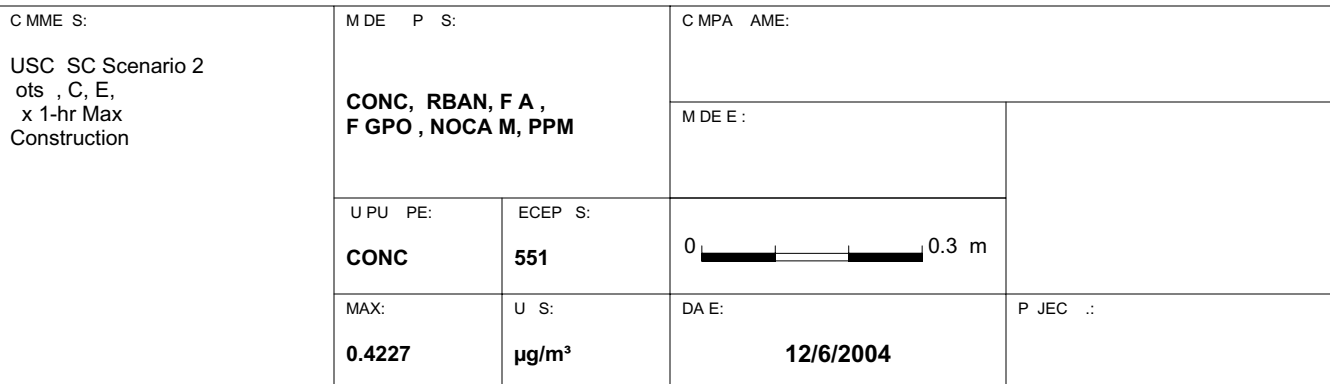 C MME S:
USC SC Scenario 2
ots , C, E,
x 1-hr Max
Construction
M DE P S:
CONC, RBAN, F A ,
F GPO , NOCA M, PPM
C MPA AME:
M DE E :
U PU PE:
CONC
ECEP S:
551
0 0.3 m
MAX:
0.4227
U S:
µg/m³
DA E:
12/6/2004
P JEC .: